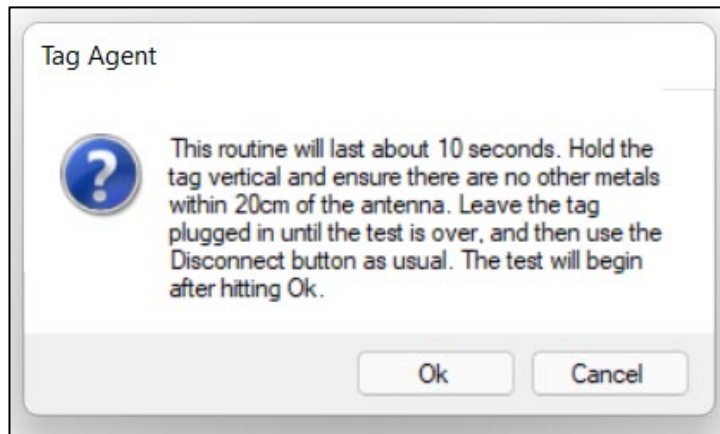 Tag Agent
This routine will last about 10 seconds. Hold the
tag vertical and ensure there are no other metals
within 20cm of the antenna. Leave the tag
plugged in until the test is over, and then use the
Disconnect button as usual. The test will begin
after hitting Ok.
Ok Cancel